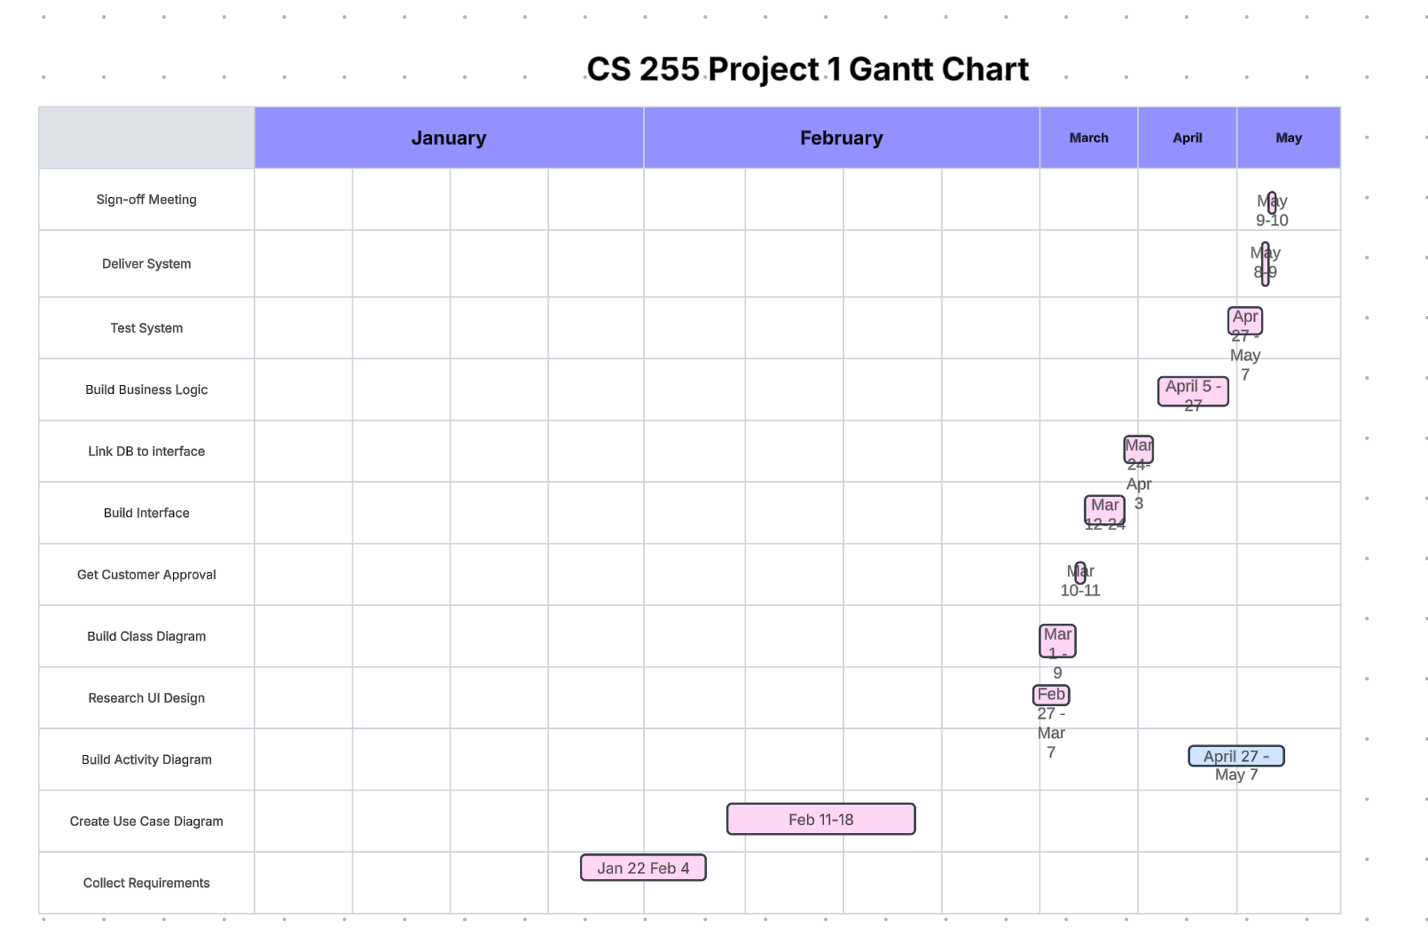 CS 255 Project 1 Gantt Chart
January
February
March
April
May
Sign-off Meeting
May
9-10
Deliver System
May
8-9
Test System
Apr
27 -
May
7
Build Business Logic
April 5 -
27
Link DB to interface
Mar
24-
Apr
3
Build Interface
Mar
12-24
Get Customer Approval
Mar
10-11
Build Class Diagram
Mar
1 -
9
Research UI Design
Feb
27 -
Mar
7
Build Activity Diagram
April 27 -
May 7
Create Use Case Diagram
Feb 11-18
Collect Requirements
Jan 22 Feb 4